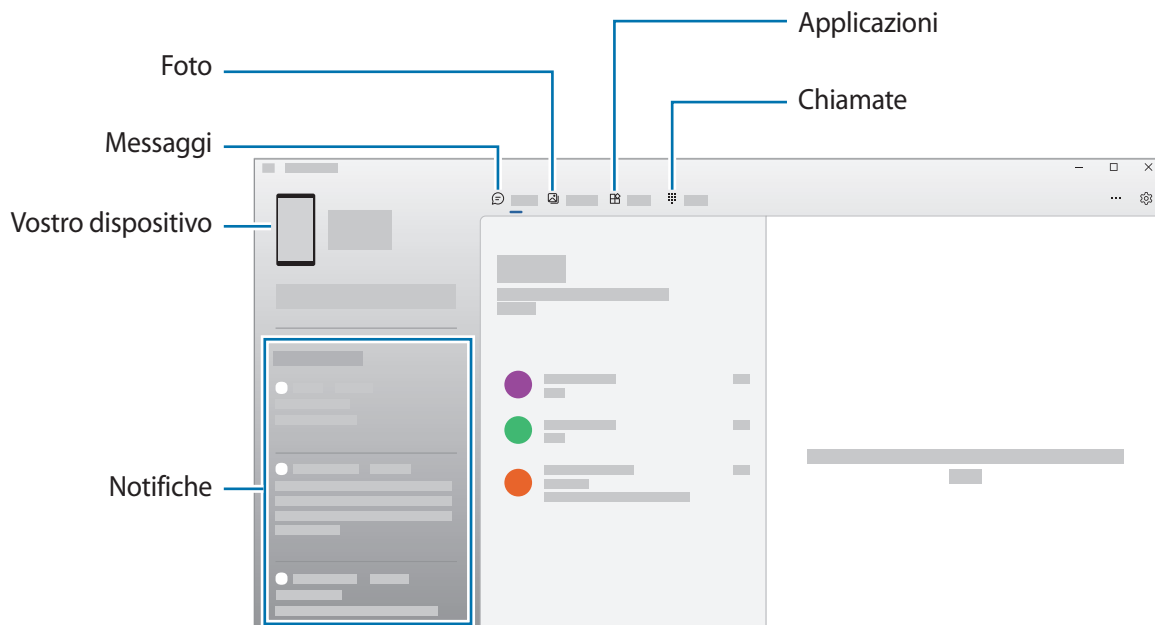 Applicazioni
Foto
Chiamate
Messaggi
Vostro dispositivo
Notifiche